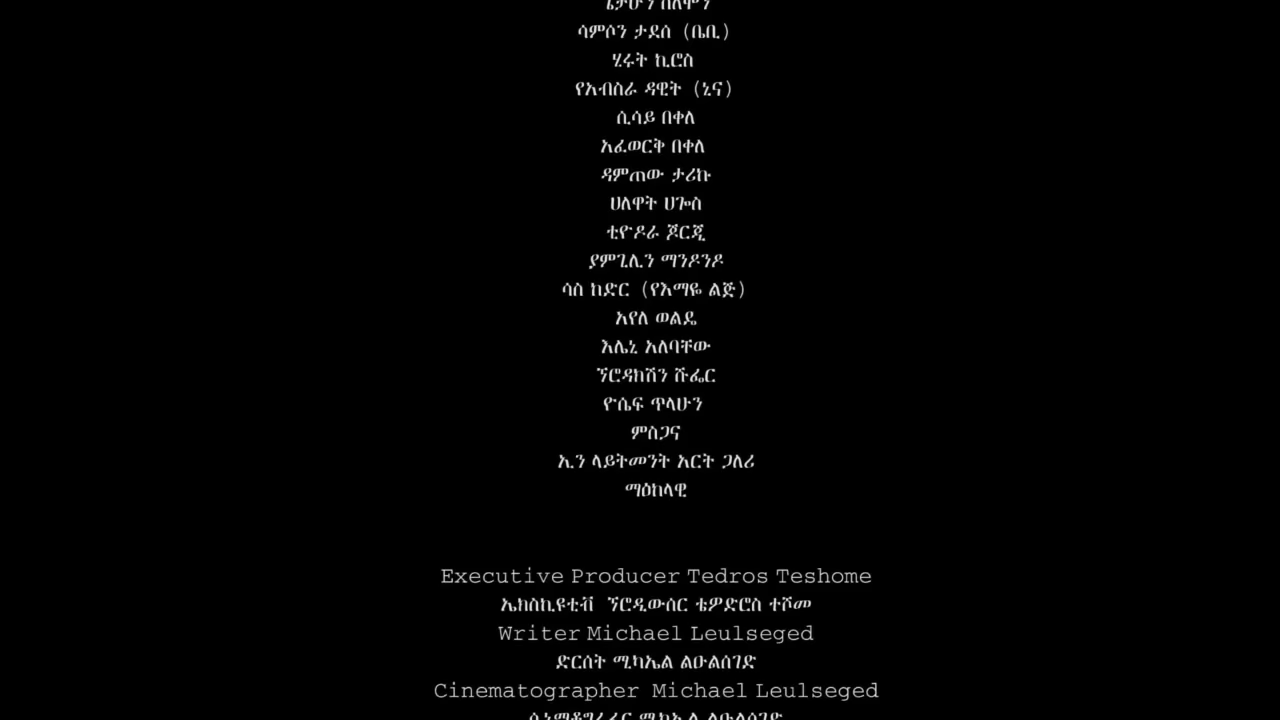 ሳምሶን ታደሰ (ቤቢ)
ሂሩት ኪሮስ
የአብስራ ዳዊት (ኒና)
ሲሳይ በቀለ
አፈወርቅ በቀለ
ዳምጠው ታሪኩ
ሀለዋት ሀጐስ
ቲዮዶራ ጆርጂ
ያምጊሊን ማንዶንዶ
ሳስ ከድር (የእማዬ ልጅ)
አየለ ወልዴ
እሌኒ አለባቸው
ፕሮዳክሽን ሹፌር
ዮሴፍ ጥላሁን
ምስጋና
ኢን ላይትመንት አርት ጋለሪ
ማዕከላዊ
Executive Producer Tedros Teshome
ኤክስኪዩቲቭ ፕሮዲውሰር ቴዎድሮስ ተሾመ
Writer Michael Leulseged
ድርሰት ሚካኤል ልዑልሰገድ
Cinematographer Michael Leulseged